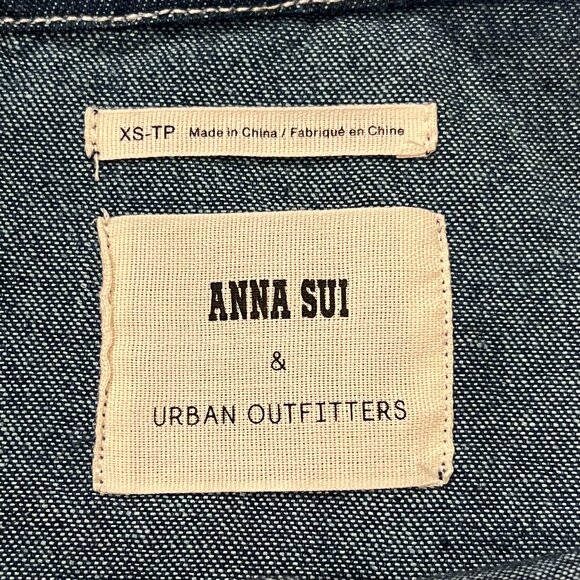 XS-TP Made in China / Fabriqué en Chine
ANNA SUI
&
URBAN OUTFITTERS